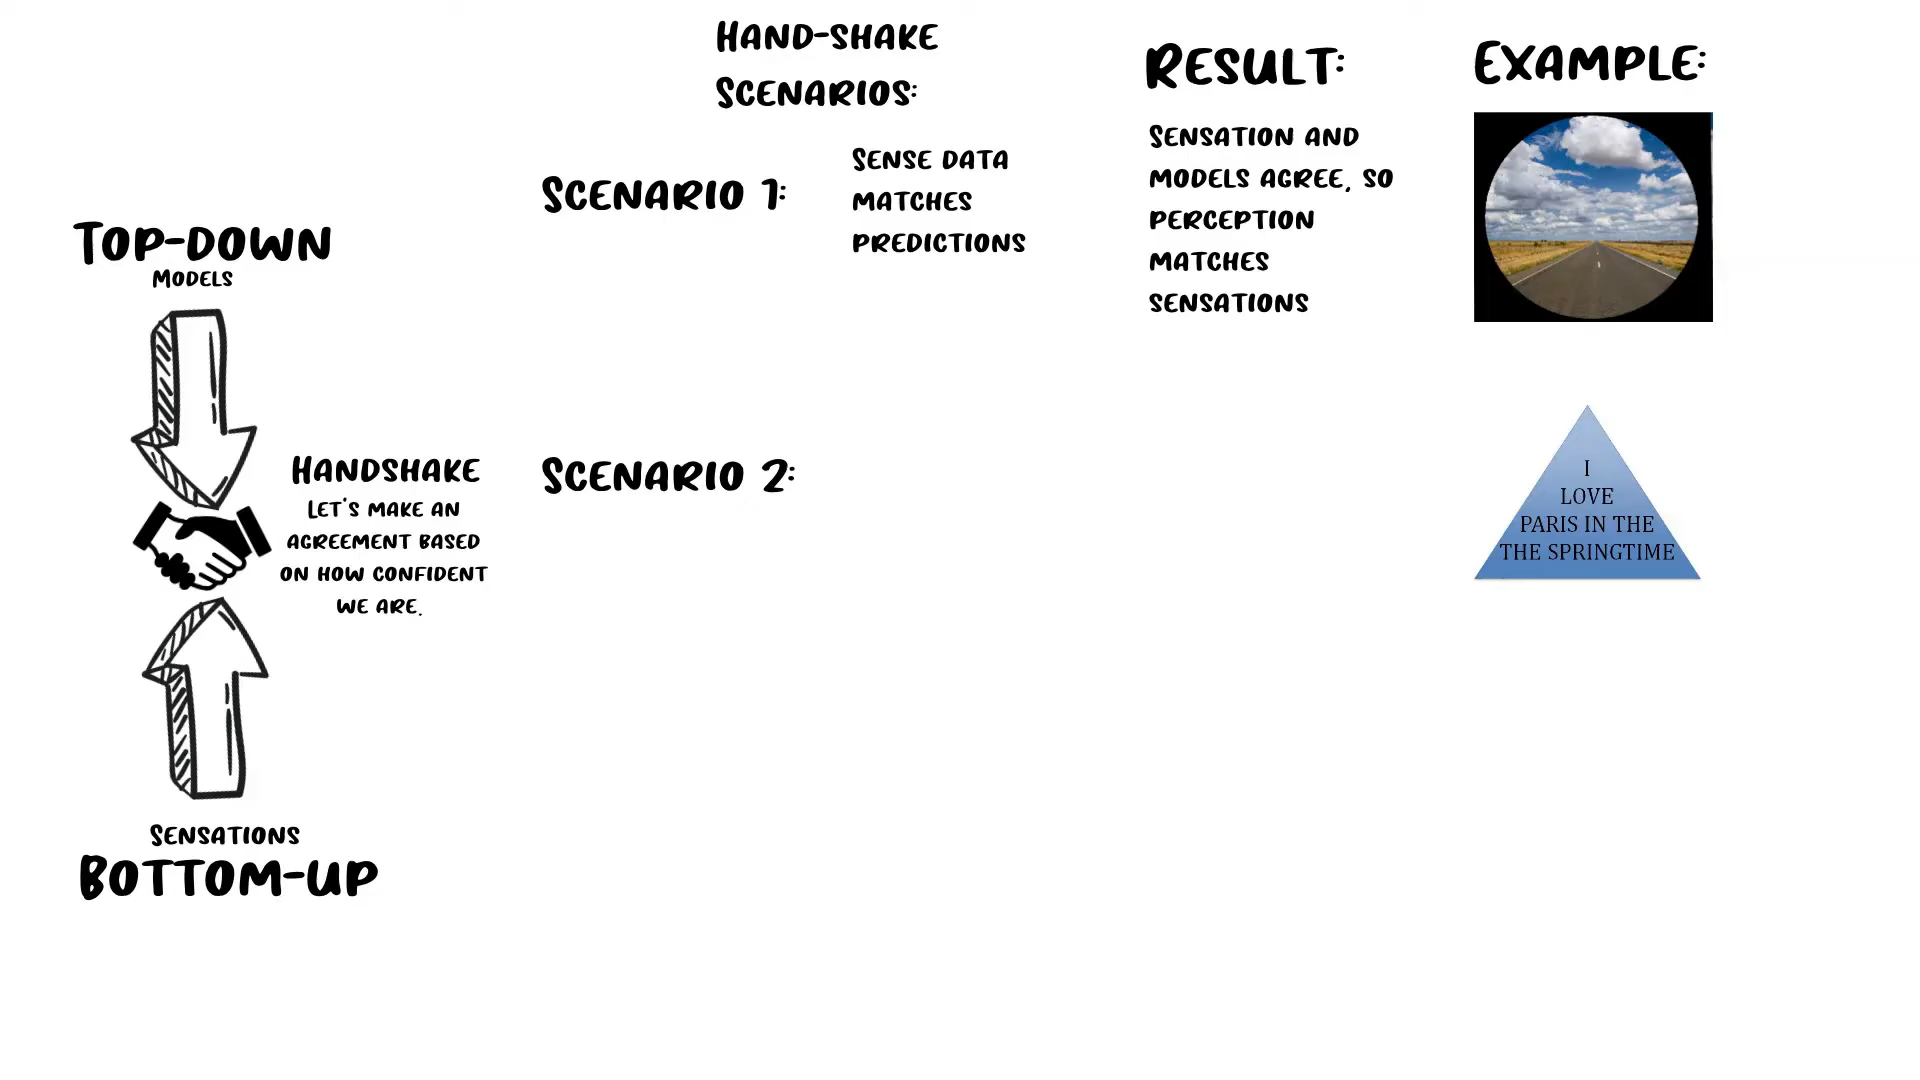 HAND-SHAKE
SCENARIOS:
RESULT:
EXAMPLE:
SCENARIO 1:
SENSE DATA
MATCHES
PREDICTIONS
SENSATION AND
MODELS AGREE, SO
PERCEPTION
MATCHES
SENSATIONS
TOP-DOWN
MODELS
HANDSHAKE
LET'S MAKE AN
AGREEMENT BASED
ON HOW CONFIDENT
WE ARE.
SCENARIO 2:
I
LOVE
PARIS IN THE
THE SPRINGTIME
SENSATIONS
BOTTOM-UP